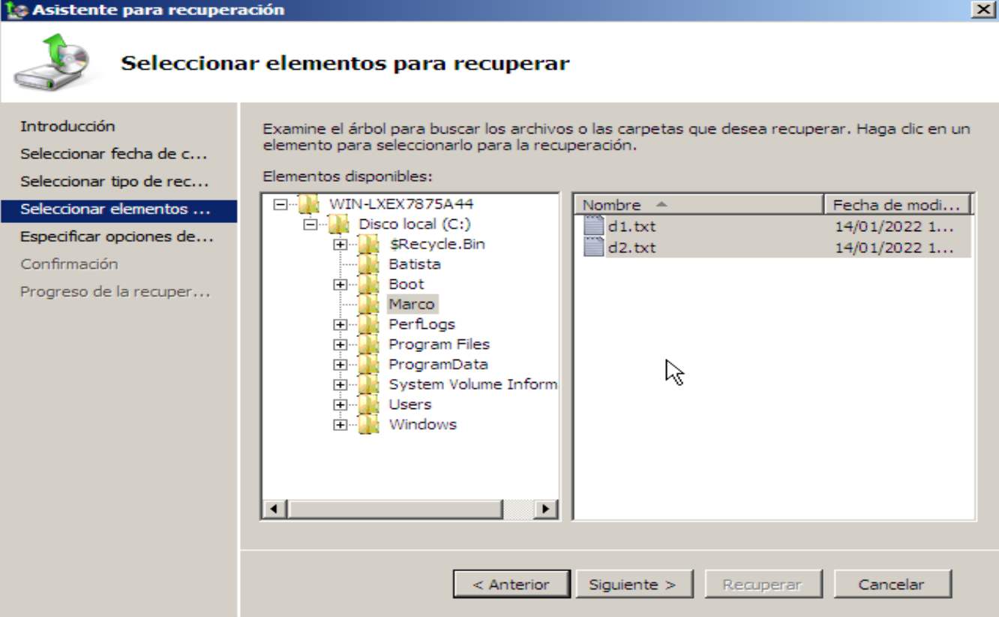 Asistente para recuperación
Seleccionar elementos para recuperar
Introducción
Seleccionar fecha de c...
Seleccionar tipo de rec...
Seleccionar elementos ...
Especificar opciones de...
Confirmación
Progreso de la recuper...
Examine el árbol para buscar los archivos o las carpetas que desea recuperar. Haga clic en un
elemento para seleccionarlo para la recuperación.
Elementos disponibles:
WIN-LXEX7875A44
Disco local (C:)
$Recycle.Bin
Batista
Boot
Marco
PerfLogs
Program Files
ProgramData
System Volume Inform
Users
Windows
Nombre Fecha de modi...
d1.txt 14/01/2022 1...
d2.txt 14/01/2022 1...
< Anterior Siguiente > Recuperar Cancelar